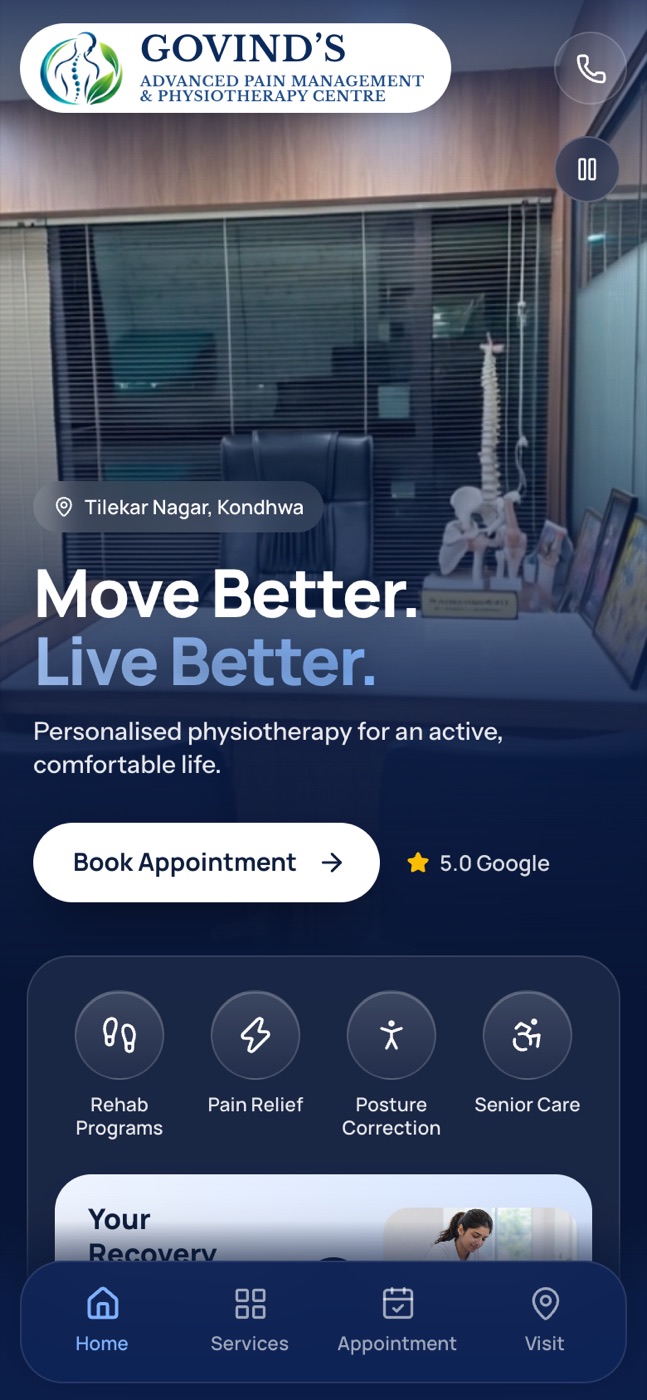 GOVIND’S
ADVANCED PAIN MANAGEMENT
& PHYSIOTHERAPY CENTRE
Tilekar Nagar, Kondhwa
Move Better.
Live Better.
Personalised physiotherapy for an active,
comfortable life.
Book Appointment
5.0 Google
Rehab
Programs
Pain Relief
Posture
Correction
Senior Care
Your
Recovery
Home
Services
Appointment
Visit